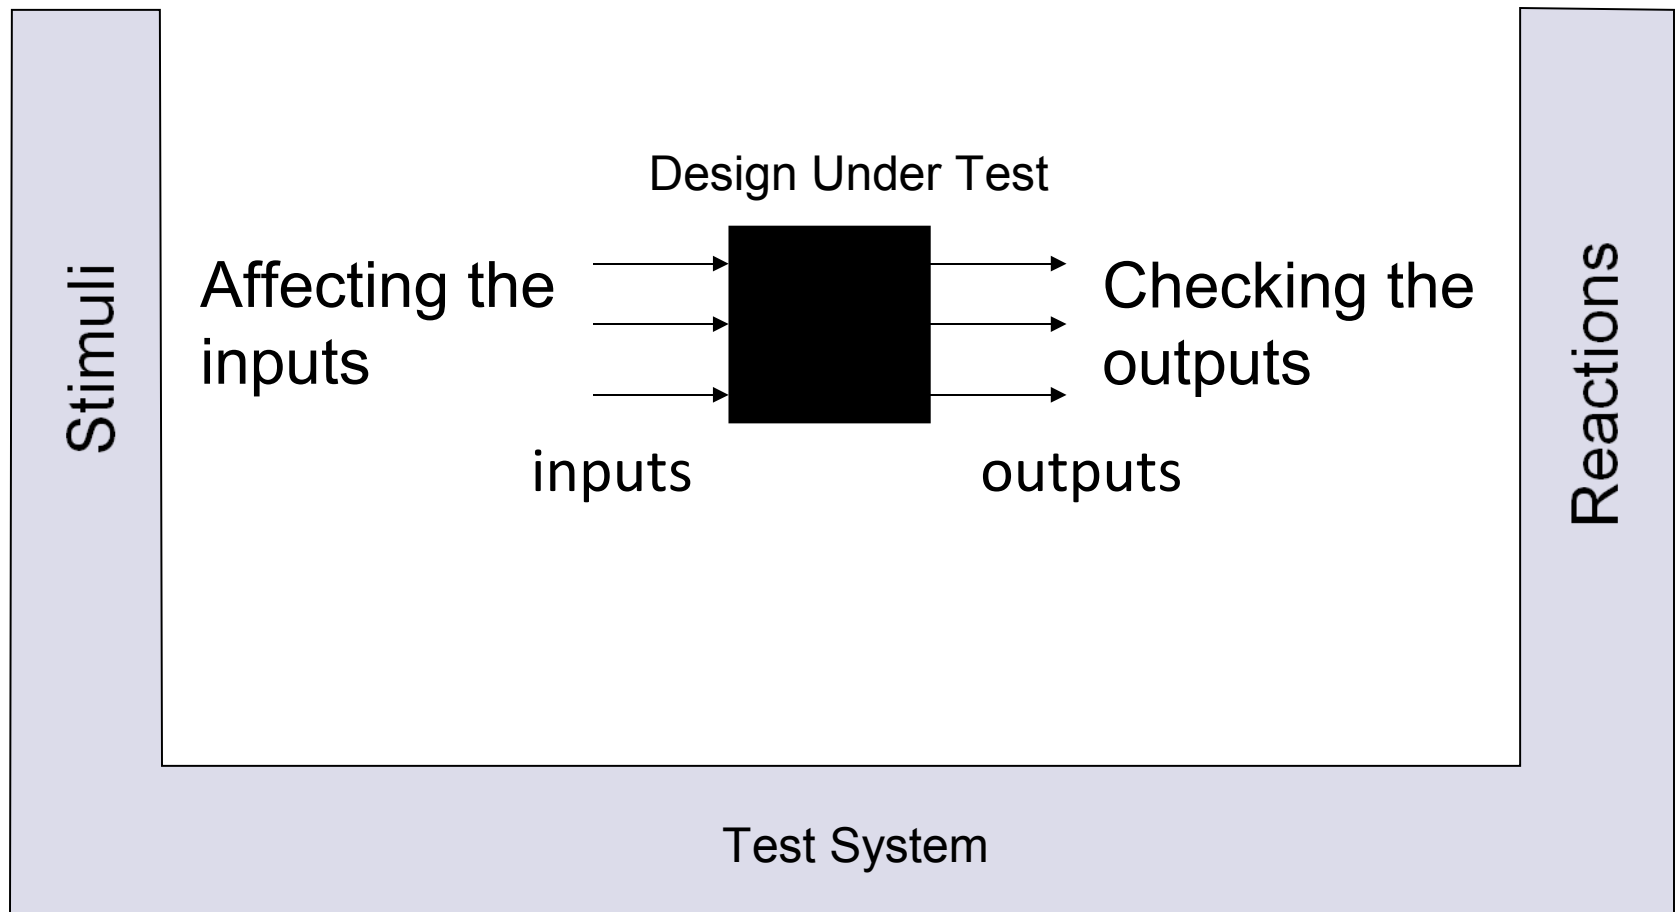 Design Under Test
Stimuli
Affecting the
inputs
Checking the
outputs
Reactions
inputs
outputs
Test System